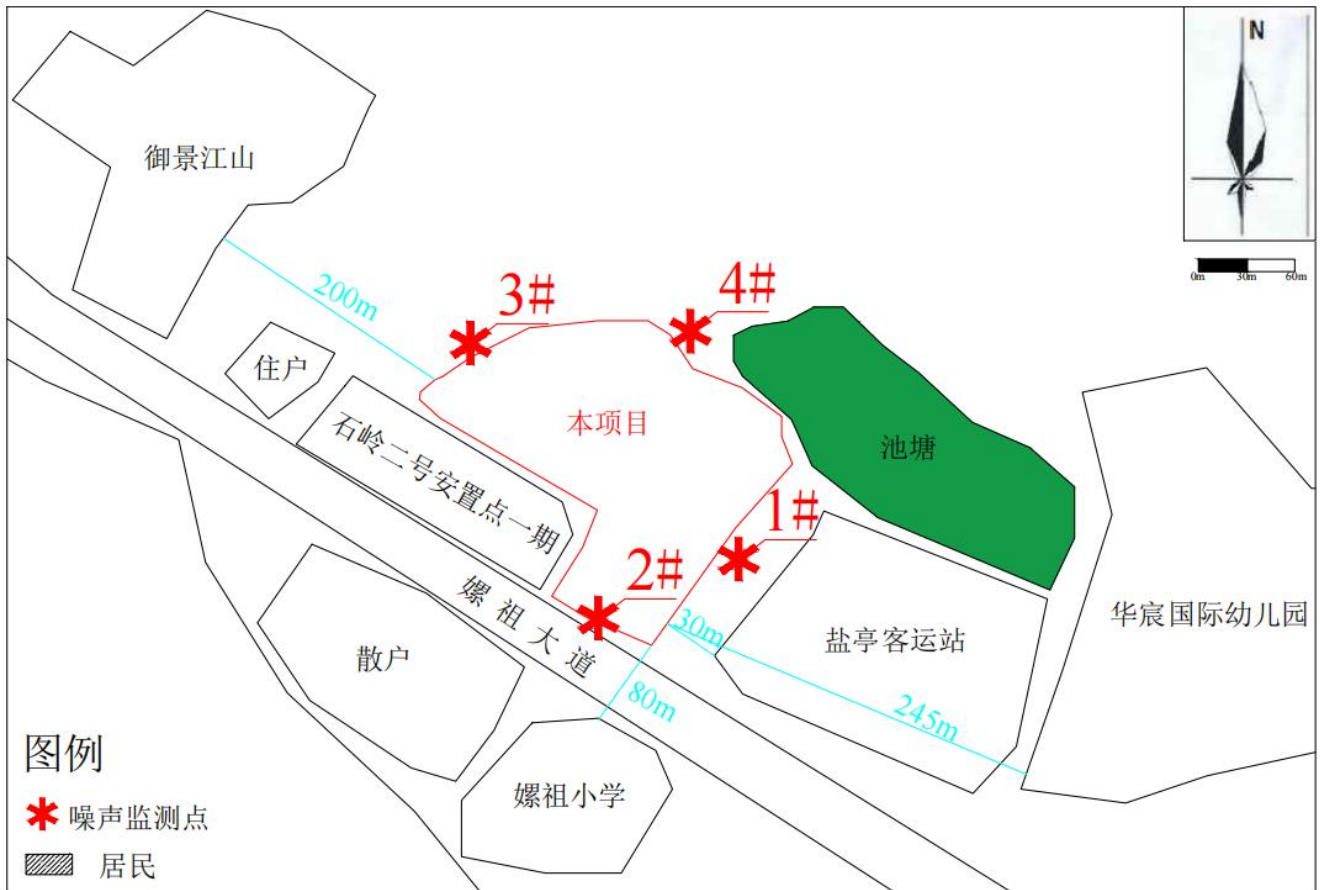 N
0m 30m 60m
御景江山
200m
3#
4#
住户
本项目
石岭二号安置点一期
池塘
1#
2#
嫘祖大道
30m
盐亭客运站
华宸国际幼儿园
散户
80m
245m
嫘祖小学
图例
噪声监测点
居民